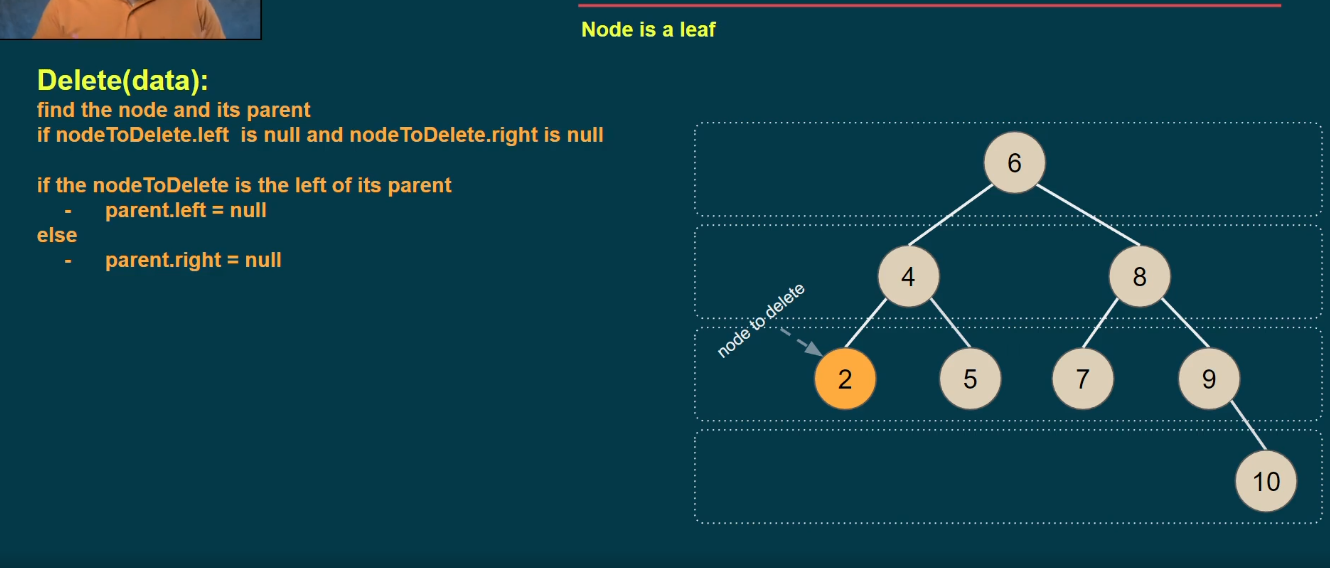 Node is a leaf
Delete(data):
find the node and its parent
if nodeToDelete.left  is null and nodeToDelete.right is null
if the nodeToDelete is the left of its parent
- parent.left = null
else
- parent.right = null
6
4
8
node to delete
2
5
7
9
10